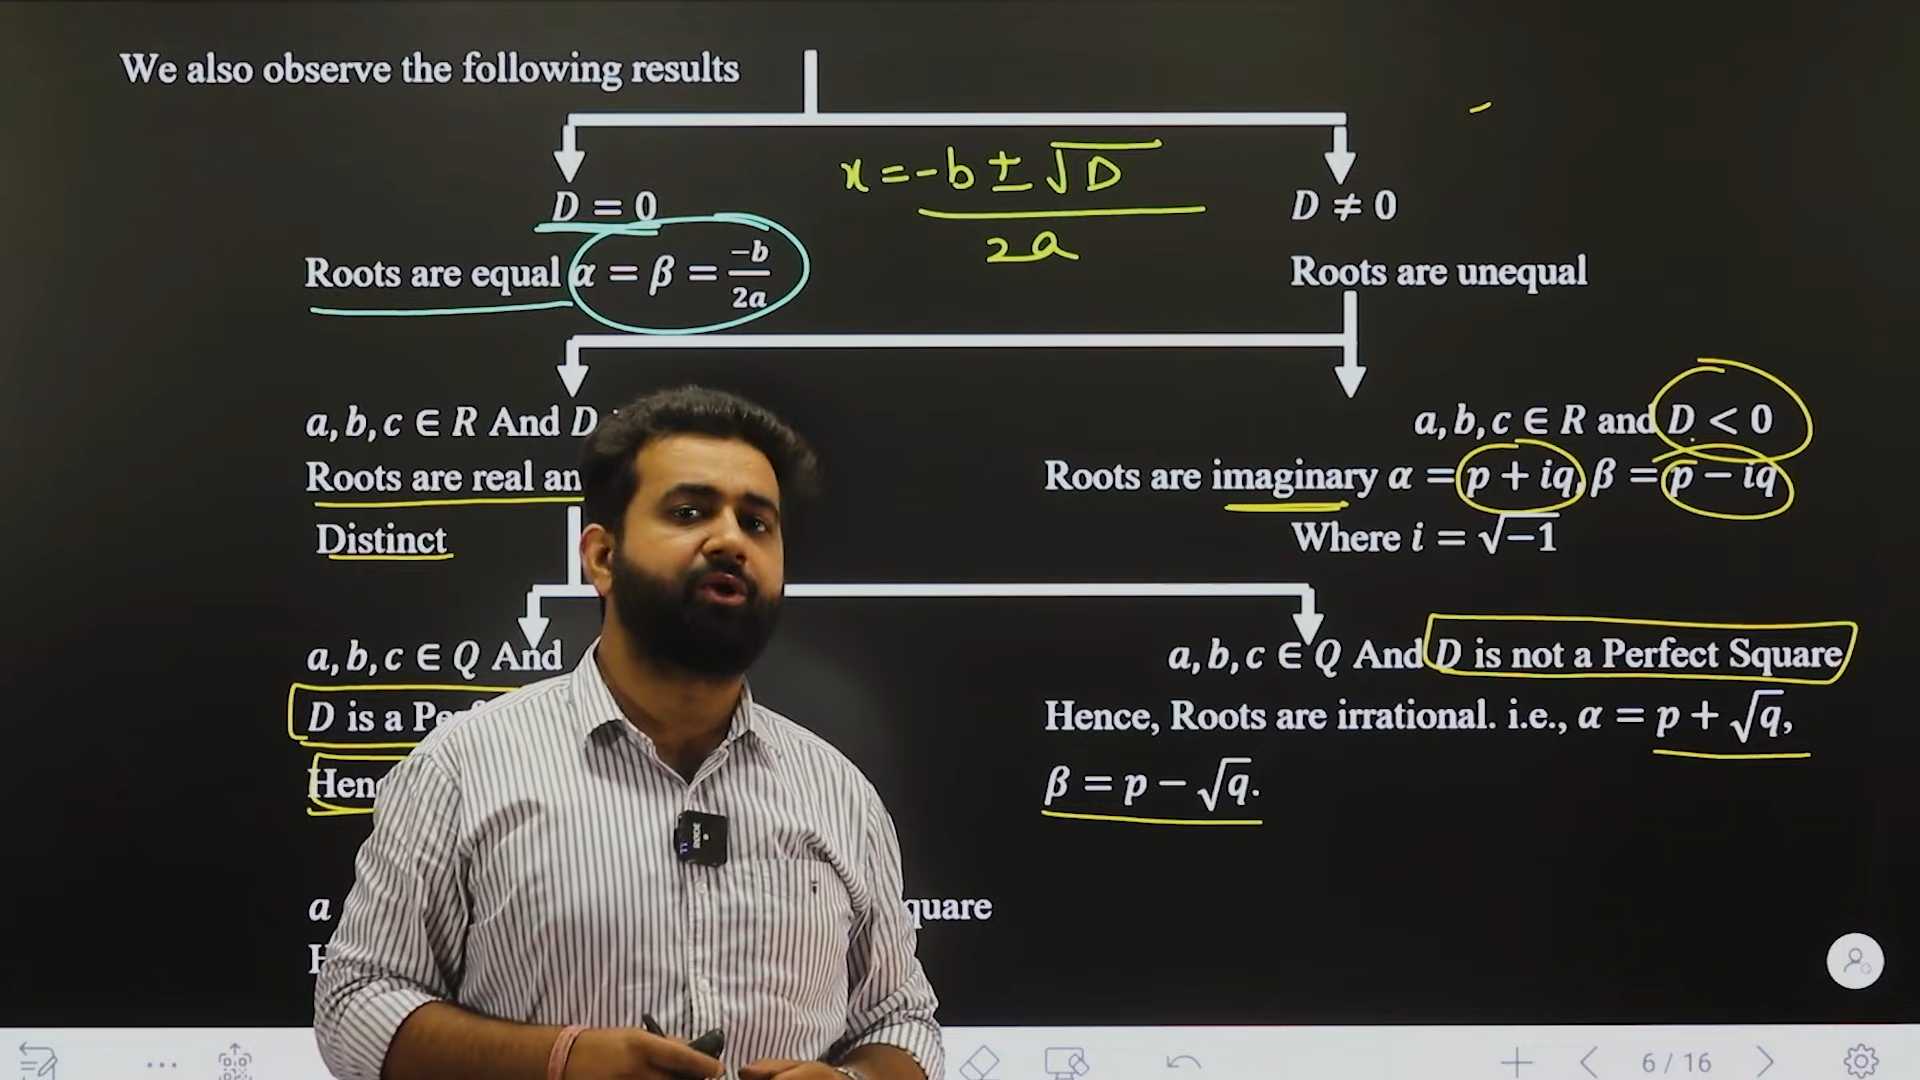 We also observe the following results
x = -b ± √D
2a
D = 0
D ≠ 0
Roots are equal α = β = -b/2a
Roots are unequal
a, b, c ∈ R And D
a, b, c ∈ R and D < 0
Roots are real an
Roots are imaginary α = p + iq, β = p − iq
Distinct
Where i = √−1
a, b, c ∈ Q And
a, b, c ∈ Q And D is not a Perfect Square
D is a Pe
Hence, Roots are irrational. i.e., α = p + √q,
Hen
β = p − √q.
a
quare
H
RODE
6 / 16